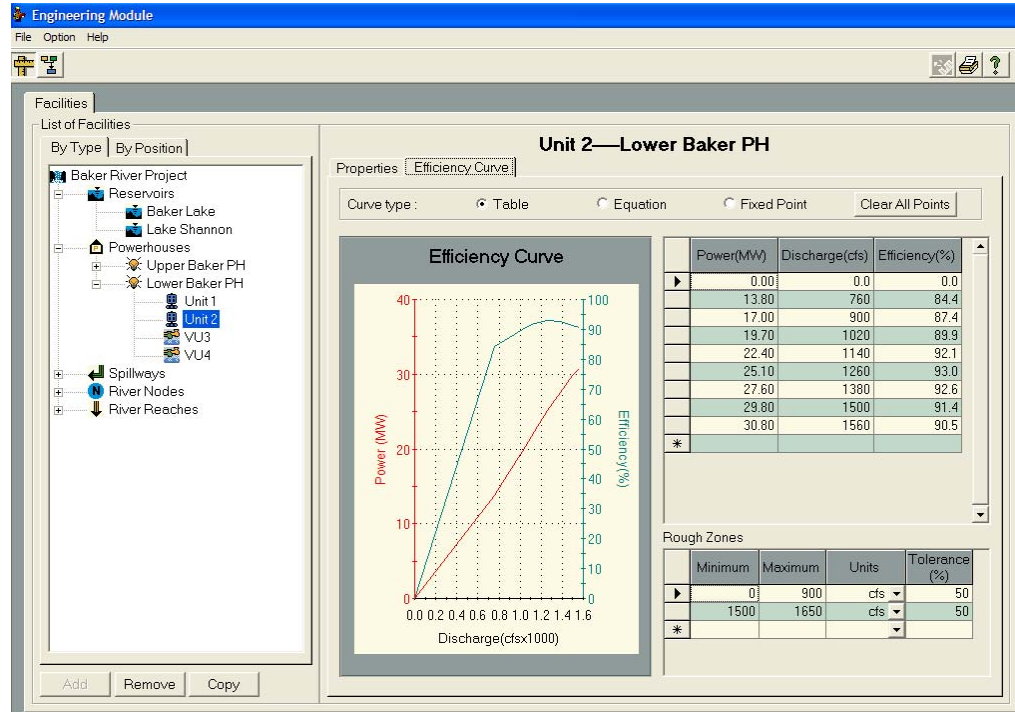 Engineering Module
File Option Help
Facilities
List of Facilities
By Type By Position
Baker River Project
Reservoirs
Baker Lake
Lake Shannon
Powerhouses
Upper Baker PH
Lower Baker PH
Unit 1
Unit 2
VU3
VU4
Spillways
N River Nodes
River Reaches
Add Remove Copy
Unit 2—–Lower Baker PH
Properties Efficiency Curve
Curve type : Table Equation Fixed Point Clear All Points
Efficiency Curve
40 100
90
80
30 70
60
20 50
40
30
10 20
10
0 0
Power (MW)
Efficiency(%)
0.0 0.2 0.4 0.6 0.8 1.0 1.2 1.4 1.6
Discharge(cfsx1000)
Power(MW) Discharge(cfs) Efficiency(%)
0.00 0.0 0.0
13.80 760 84.4
17.00 900 87.4
19.70 1020 89.9
22.40 1140 92.1
25.10 1260 93.0
27.60 1380 92.6
29.80 1500 91.4
30.80 1560 90.5
*
Rough Zones
Minimum Maximum Units Tolerance
(%)
0 900 cfs 50
1500 1650 cfs 50
*